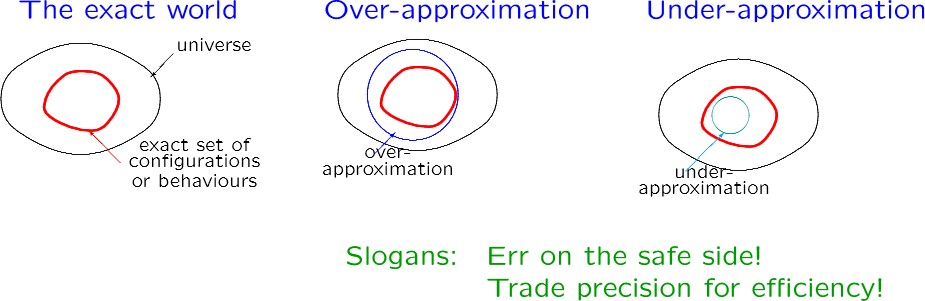 The exact world
universe
exact set of
configurations
or behaviours
Over-approximation
over-
approximation
Under-approximation
under-
approximation
Slogans: Err on the safe side!
Trade precision for efficiency!